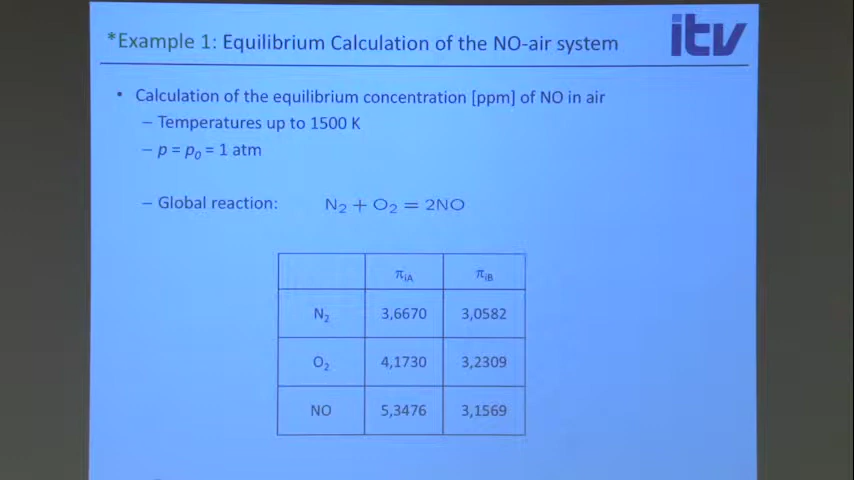 *Example 1: Equilibrium Calculation of the NO-air system
itv
• Calculation of the equilibrium concentration [ppm] of NO in air
– Temperatures up to 1500 K
– p = p₀ = 1 atm
– Global reaction: N₂ + O₂ = 2NO
πiA πiB
N₂ 3,6670 3,0582
O₂ 4,1730 3,2309
NO 5,3476 3,1569